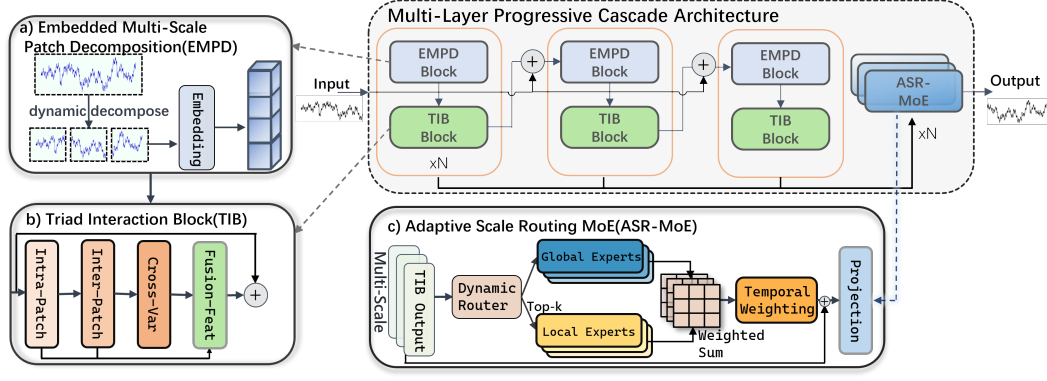 a) Embedded Multi-Scale
Patch Decomposition(EMPD)
dynamic decompose
Embedding
Multi-Layer Progressive Cascade Architecture
Input
EMPD
Block
TIB
Block
xN
+
EMPD
Block
TIB
Block
+
EMPD
Block
TIB
Block
ASR-
MoE
xN
Output
b) Triad Interaction Block(TIB)
Intra-Patch
Inter-Patch
Cross-Var
Fusion-Feat
+
c) Adaptive Scale Routing MoE(ASR-MoE)
Multi-Scale
TIB Output
Dynamic
Router
Top-k
Global Experts
Local Experts
Weighted
Sum
Temporal
Weighting
+
Projection